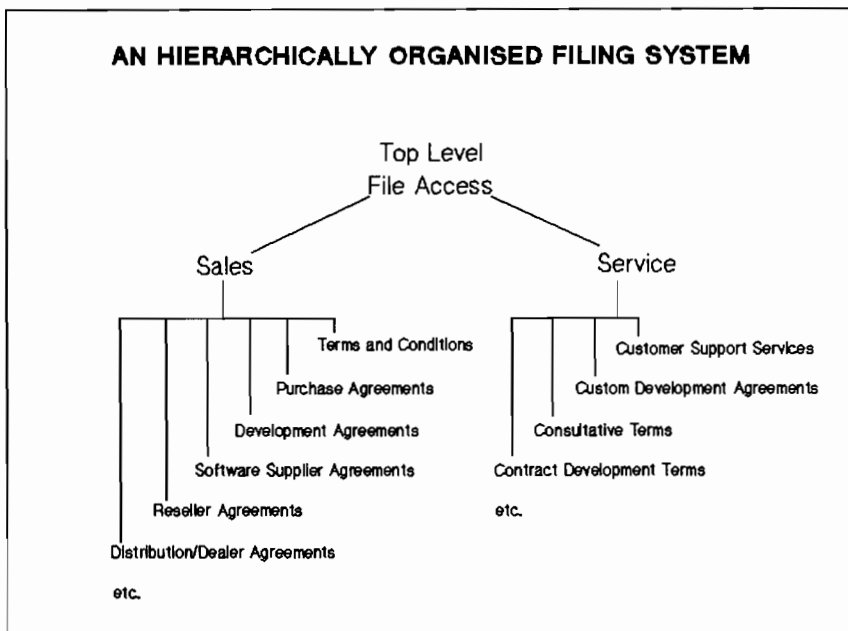 AN HIERARCHICALLY ORGANISED FILING SYSTEM
Top Level
File Access
Sales
Service
Terms and Conditions
Purchase Agreements
Development Agreements
Software Supplier Agreements
Reseller Agreements
Distribution/Dealer Agreements
etc.
Customer Support Services
Custom Development Agreements
Consultative Terms
Contract Development Terms
etc.